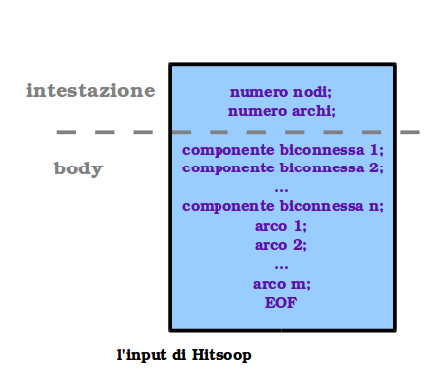 intestazione
numero nodi;
numero archi;
body
componente biconnessa 1;
componente biconnessa 2;
...
componente biconnessa n;
arco 1;
arco 2;
...
arco m;
EOF
l'input di Hitsoop